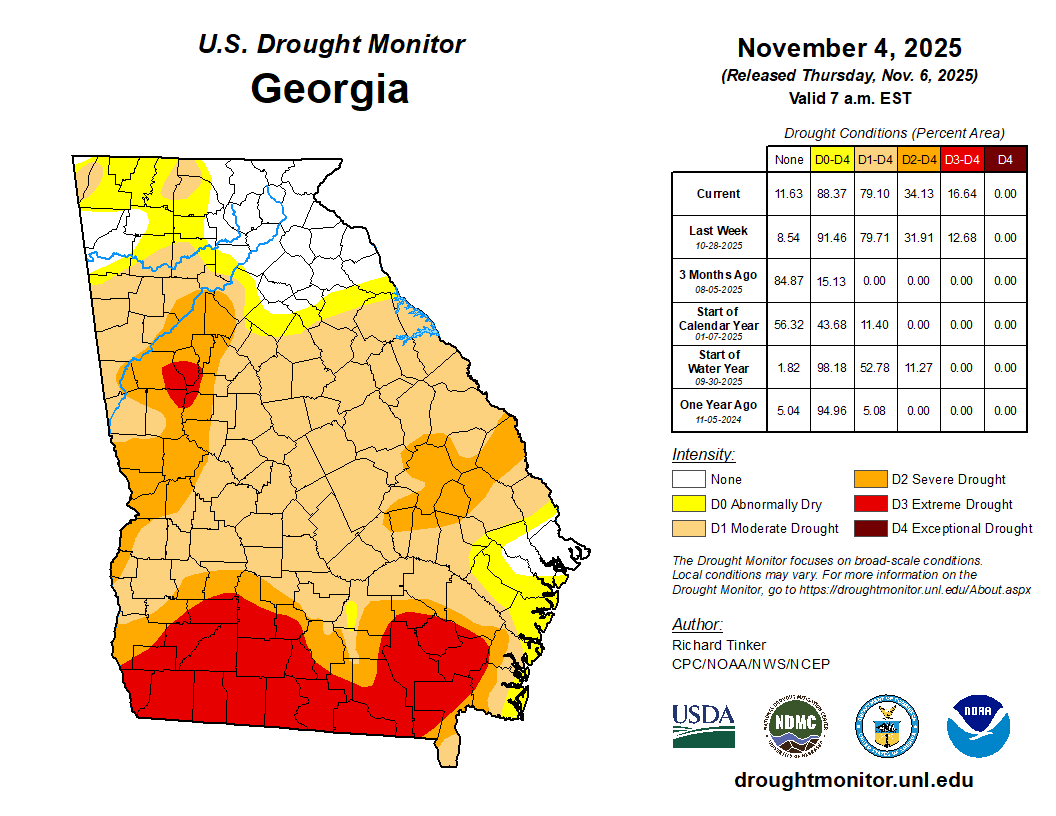 U.S. Drought Monitor
Georgia
November 4, 2025
(Released Thursday, Nov. 6, 2025)
Valid 7 a.m. EST
Drought Conditions (Percent Area)
None D0-D4 D1-D4 D2-D4 D3-D4 D4
Current 11.63 88.37 79.10 34.13 16.64 0.00
Last Week
10-28-2025
8.54 91.46 79.71 31.91 12.68 0.00
3 Months Ago
08-05-2025
84.87 15.13 0.00 0.00 0.00 0.00
Start of
Calendar Year
01-07-2025
56.32 43.68 11.40 0.00 0.00 0.00
Start of
Water Year
09-30-2025
1.82 98.18 52.78 11.27 0.00 0.00
One Year Ago
11-05-2024
5.04 94.96 5.08 0.00 0.00 0.00
Intensity:
None
D0 Abnormally Dry
D1 Moderate Drought
D2 Severe Drought
D3 Extreme Drought
D4 Exceptional Drought
The Drought Monitor focuses on broad-scale conditions.
Local conditions may vary. For more information on the
Drought Monitor, go to https://droughtmonitor.unl.edu/About.aspx
Author:
Richard Tinker
CPC/NOAA/NWS/NCEP
USDA
NDMC
NOAA
droughtmonitor.unl.edu